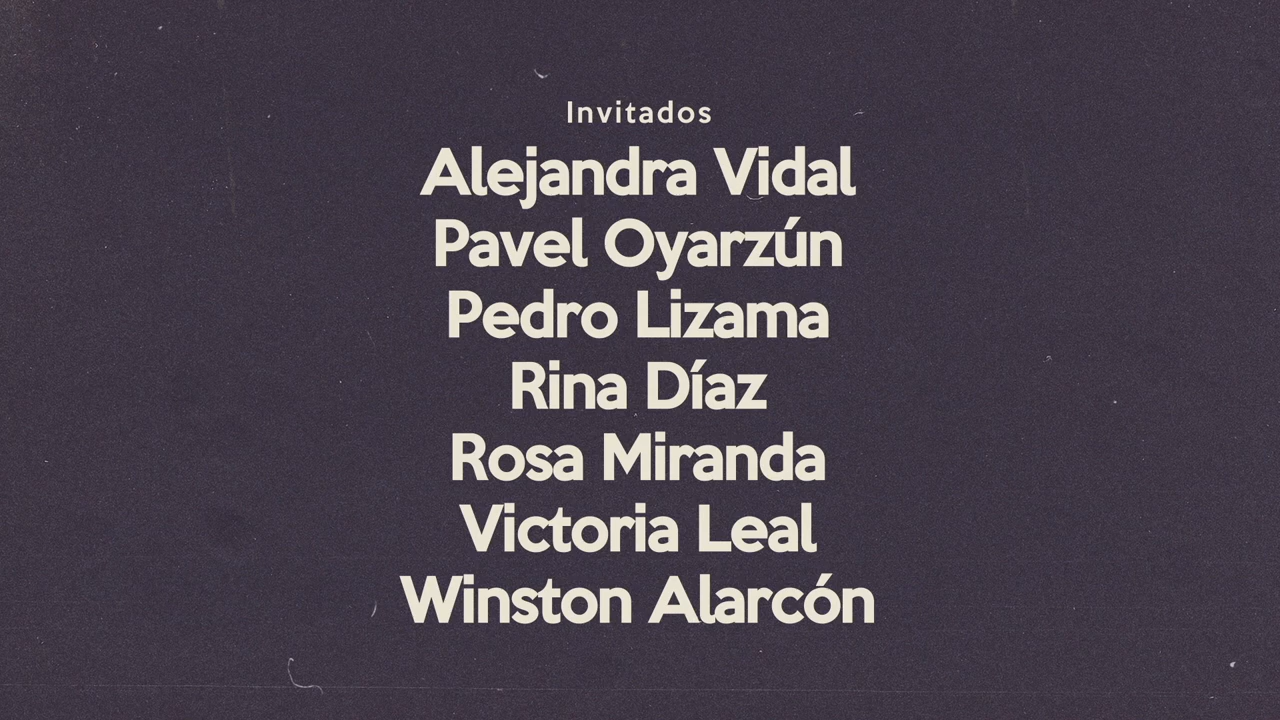 Invitados
Alejandra Vidal
Pavel Oyarzún
Pedro Lizama
Rina Díaz
Rosa Miranda
Victoria Leal
Winston Alarcón